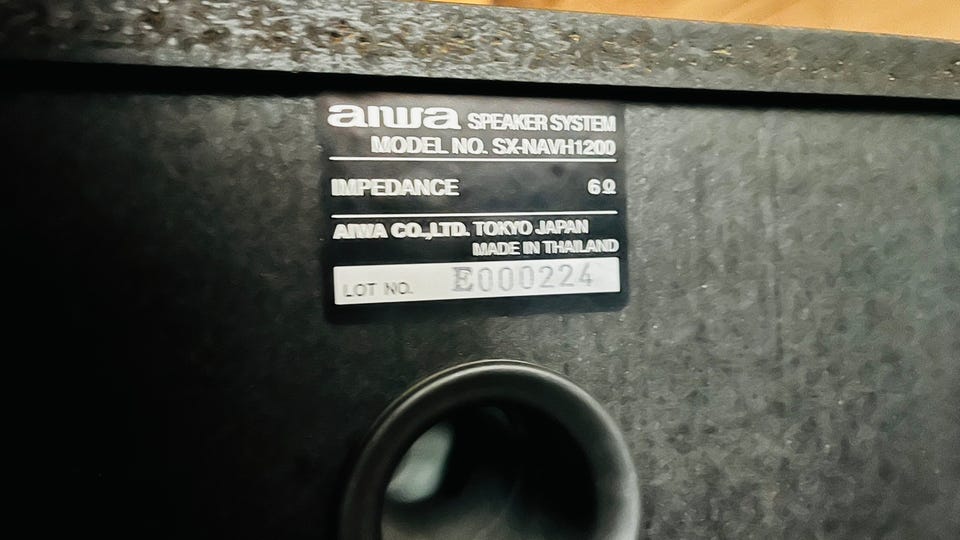 aiwa SPEAKER SYSTEM
MODEL NO. SX-NAVH1200
IMPEDANCE 6Ω
AIWA CO.,LTD. TOKYO JAPAN
MADE IN THAILAND
LOT NO. E000224